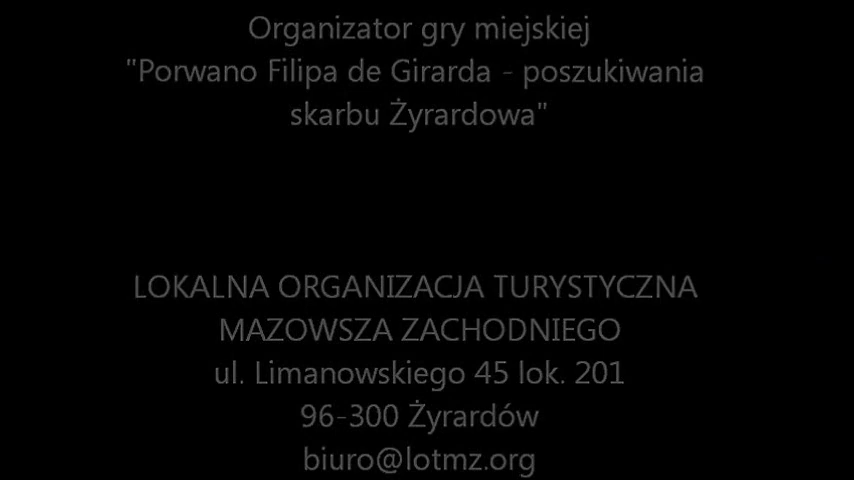 Organizator gry miejskiej
"Porwano Filipa de Girarda - poszukiwania
skarbu Żyrardowa"
LOKALNA ORGANIZACJA TURYSTYCZNA
MAZOWSZA ZACHODNIEGO
ul. Limanowskiego 45 lok. 201
96-300 Żyrardów
biuro@lotmz.org